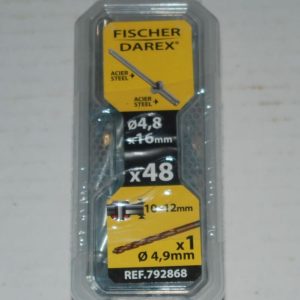 FISCHER
DAREX®
ACIER
STEEL
ACIER
STEEL
Ø4,8
x16mm
x48
10-12mm
x1
Ø 4,9mm
REF.792868